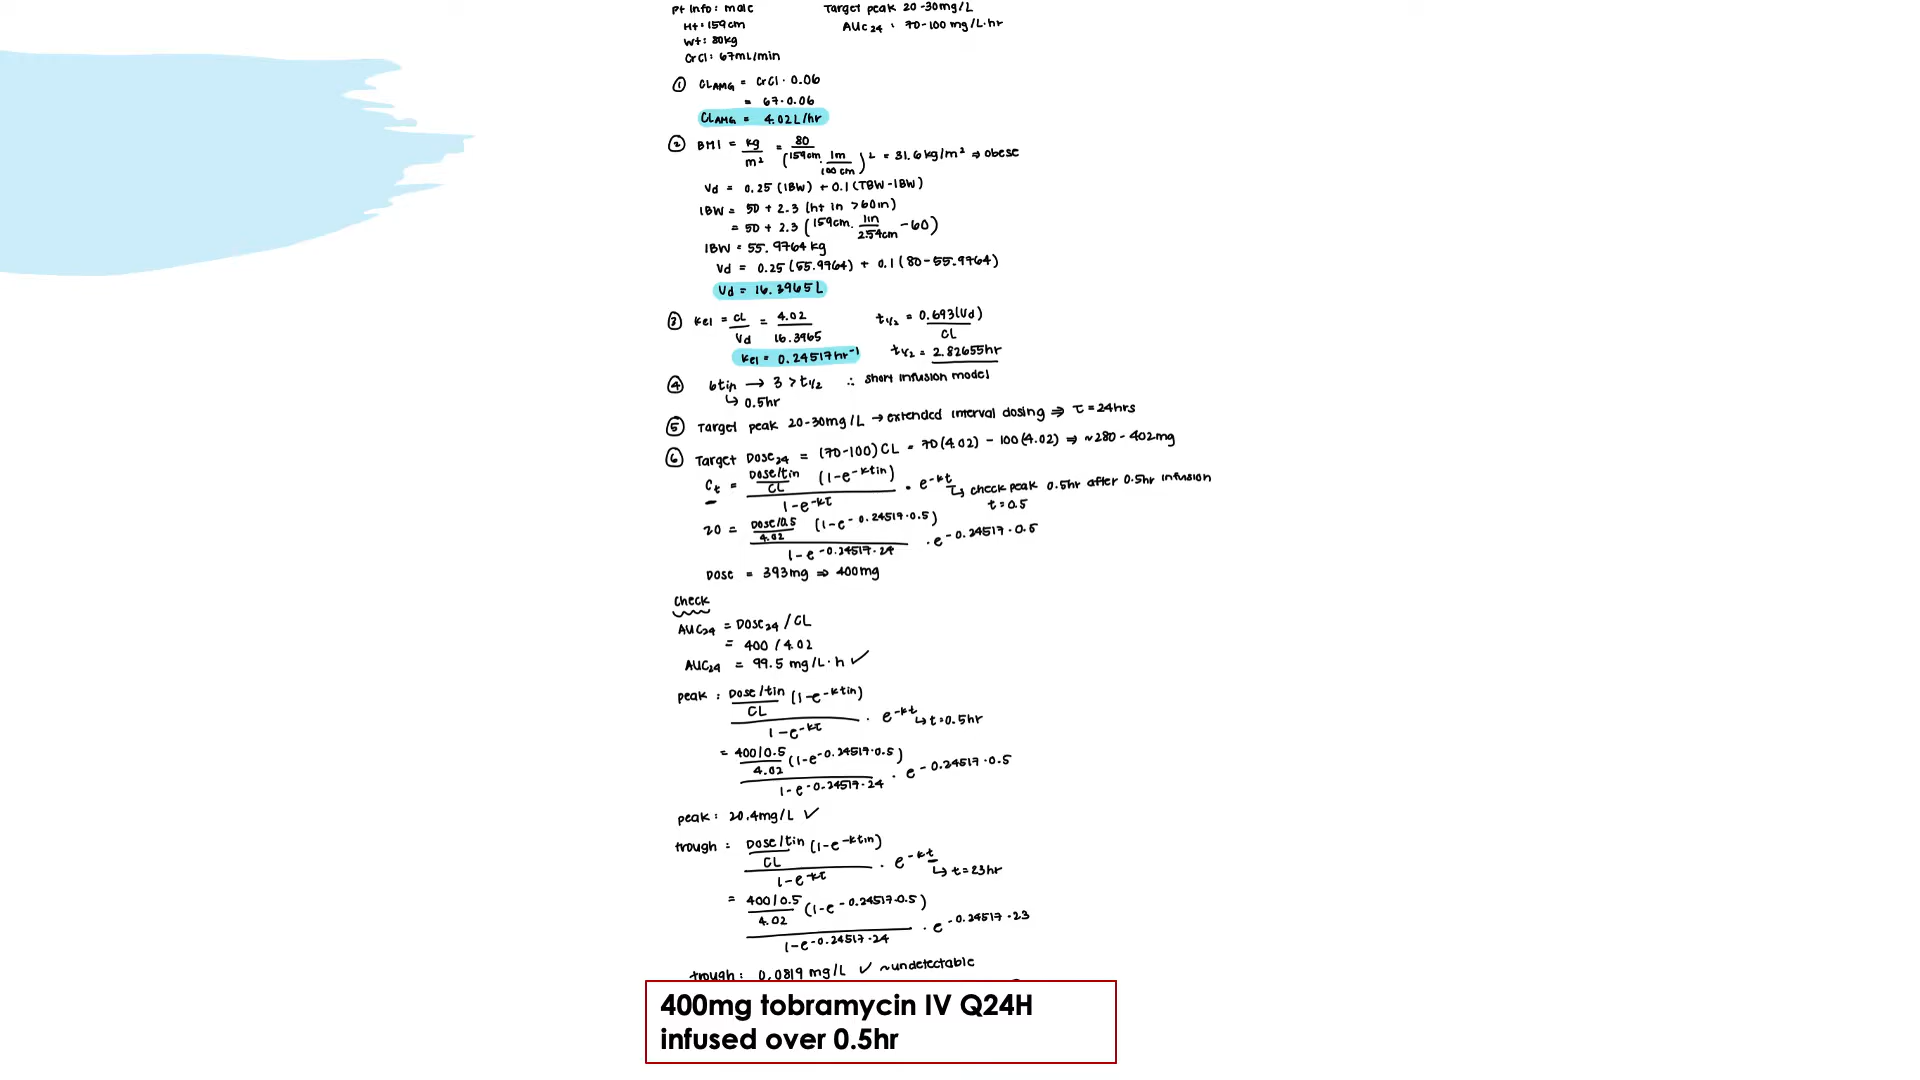 Pt Info: male Target peak 20-30mg/L
Ht: 159cm AUC24 : 70-100 mg/L·hr
Wt: 80kg
CrCl: 67mL/min
① CLAMG = CrCl · 0.06
= 67·0.06
CLAMG = 4.02L/hr
② BMI = kg/m² = 80/(159cm · 1m/100cm)² = 31.6 kg/m² ⇒ obese
Vd = 0.25 (IBW) + 0.1 (TBW-IBW)
IBW = 50 + 2.3 (ht in >60in)
= 50 + 2.3 (159cm · 1in/2.54cm - 60)
IBW = 55.9764 kg
Vd = 0.25 (55.9764) + 0.1 (80-55.9764)
Vd = 16.3965 L
③ Kel = CL/Vd = 4.02/16.3965 t1/2 = 0.693(Vd)/CL
Kel = 0.24517hr⁻¹ t1/2 = 2.82655hr
④ 6tin → 3 > t1/2 ∴ short infusion model
↳ 0.5hr
⑤ Target peak 20-30mg/L → extended interval dosing ⇒ τ = 24hrs
⑥ Target Dose24 = (70-100) CL = 70(4.02) - 100(4.02) ⇒ ~280-402mg
Ct = Dose/tin/CL (1-e^-ktin) / 1-e^-kτ · e^-kt ↳ check peak 0.5hr after 0.5hr infusion
t=0.5
20 = Dose/0.5/4.02 (1-e^-0.24517·0.5) / 1-e^-0.24517·24 · e^-0.24517·0.5
Dose = 393mg ⇒ 400mg
Check
AUC24 = Dose24 / CL
= 400 / 4.02
AUC24 = 99.5 mg/L·h ✓
peak : Dose/tin/CL (1-e^-ktin) / 1-e^-kτ · e^-kt ↳ t=0.5hr
= 400/0.5/4.02 (1-e^-0.24517·0.5) / 1-e^-0.24517·24 · e^-0.24517·0.5
peak: 20.4mg/L ✓
trough : Dose/tin/CL (1-e^-ktin) / 1-e^-kτ · e^-kt ↳ t=23hr
= 400/0.5/4.02 (1-e^-0.24517·0.5) / 1-e^-0.24517·24 · e^-0.24517·23
trough: 0.0819 mg/L ✓ ~undetectable
400mg tobramycin IV Q24H
infused over 0.5hr